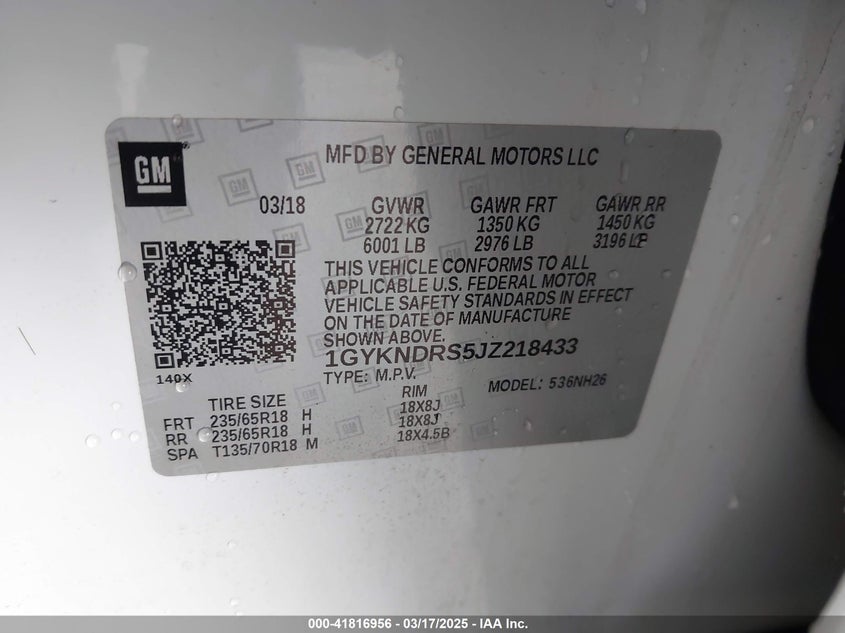 GM
MFD BY GENERAL MOTORS LLC
03/18 GVWR GAWR FRT GAWR RR
2722 KG 1350 KG 1450 KG
6001 LB 2976 LB 3196 LB
THIS VEHICLE CONFORMS TO ALL
APPLICABLE U.S. FEDERAL MOTOR
VEHICLE SAFETY STANDARDS IN EFFECT
ON THE DATE OF MANUFACTURE
SHOWN ABOVE.
1GYKNDRS5JZ218433
140X
TYPE: M.P.V. MODEL: 536NH26
TIRE SIZE RIM
FRT 235/65R18 H 18X8J
RR 235/65R18 H 18X8J
SPA T135/70R18 M 18X4.5B
000-41816956 - 03/17/2025 - IAAI Inc.